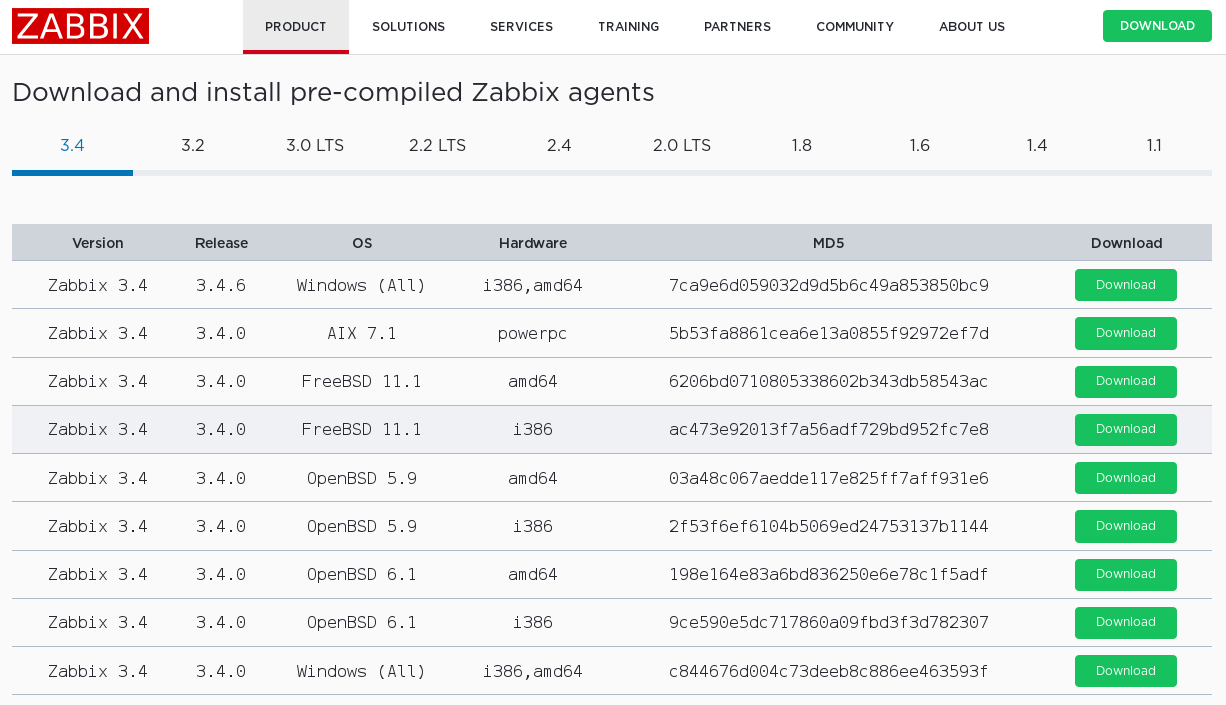 ZABBIX PRODUCT SOLUTIONS SERVICES TRAINING PARTNERS COMMUNITY ABOUT US DOWNLOAD
Download and install pre-compiled Zabbix agents
3.4 3.2 3.0 LTS 2.2 LTS 2.4 2.0 LTS 1.8 1.6 1.4 1.1
Version Release OS Hardware MD5 Download
Zabbix 3.4 3.4.6 Windows (All) i386,amd64 7ca9e6d059032d9d5b6c49a853850bc9 Download
Zabbix 3.4 3.4.0 AIX 7.1 powerpc 5b53fa8861cea6e13a0855f92972ef7d Download
Zabbix 3.4 3.4.0 FreeBSD 11.1 amd64 6206bd0710805338602b343db58543ac Download
Zabbix 3.4 3.4.0 FreeBSD 11.1 i386 ac473e92013f7a56adf729bd952fc7e8 Download
Zabbix 3.4 3.4.0 OpenBSD 5.9 amd64 03a48c067aedde117e825ff7aff931e6 Download
Zabbix 3.4 3.4.0 OpenBSD 5.9 i386 2f53f6ef6104b5069ed24753137b1144 Download
Zabbix 3.4 3.4.0 OpenBSD 6.1 amd64 198e164e83a6bd836250e6e78c1f5adf Download
Zabbix 3.4 3.4.0 OpenBSD 6.1 i386 9ce590e5dc717860a09fbd3f3d782307 Download
Zabbix 3.4 3.4.0 Windows (All) i386,amd64 c844676d004c73deeb8c886ee463593f Download